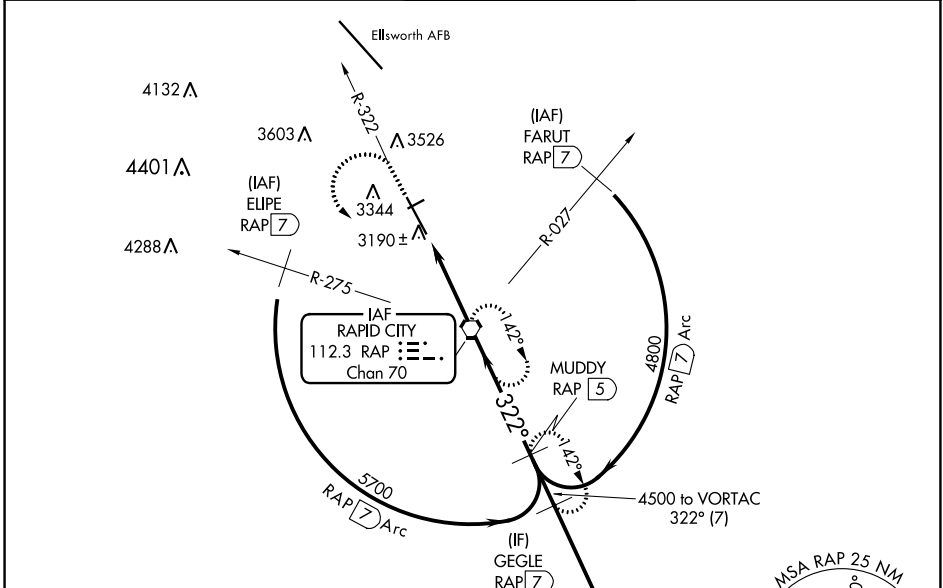 Ellsworth AFB
4132
R-322
3603
3526
(IAF)
FARUT
RAP 7
4401
(IAF)
ELIPE
RAP 7
3344
3190 ±
R-027
4288
R-275
IAF
RAPID CITY
112.3 RAP
Chan 70
142°
MUDDY
RAP 5
4800
RAP 7 Arc
322°
142°
5700
RAP 7 Arc
4500 to VORTAC
322° (7)
(IF)
GEGLE
RAP 7
MSA RAP 25 NM